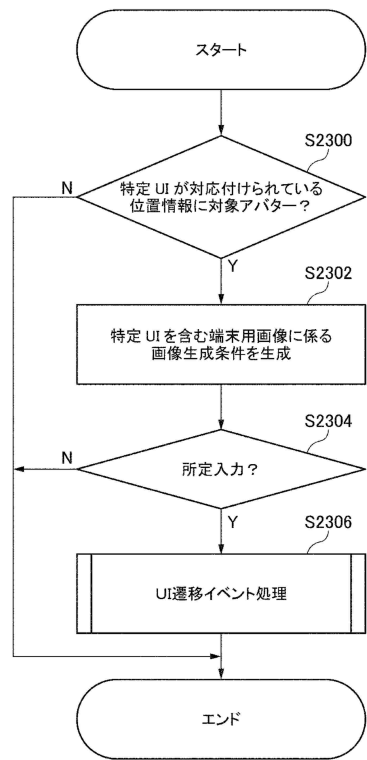 スタート
S2300
特定UIが対応付けられている
位置情報に対象アバター？
N
Y
S2302
特定UIを含む端末用画像に係る
画像生成条件を生成
S2304
所定入力？
N
Y
S2306
UI遷移イベント処理
エンド